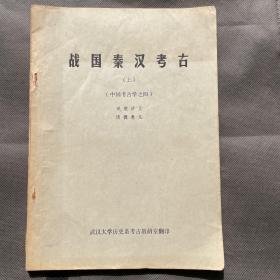 战国秦汉考古
（上）
（中国考古学之四）
武汉大学历史系考古教研室翻印